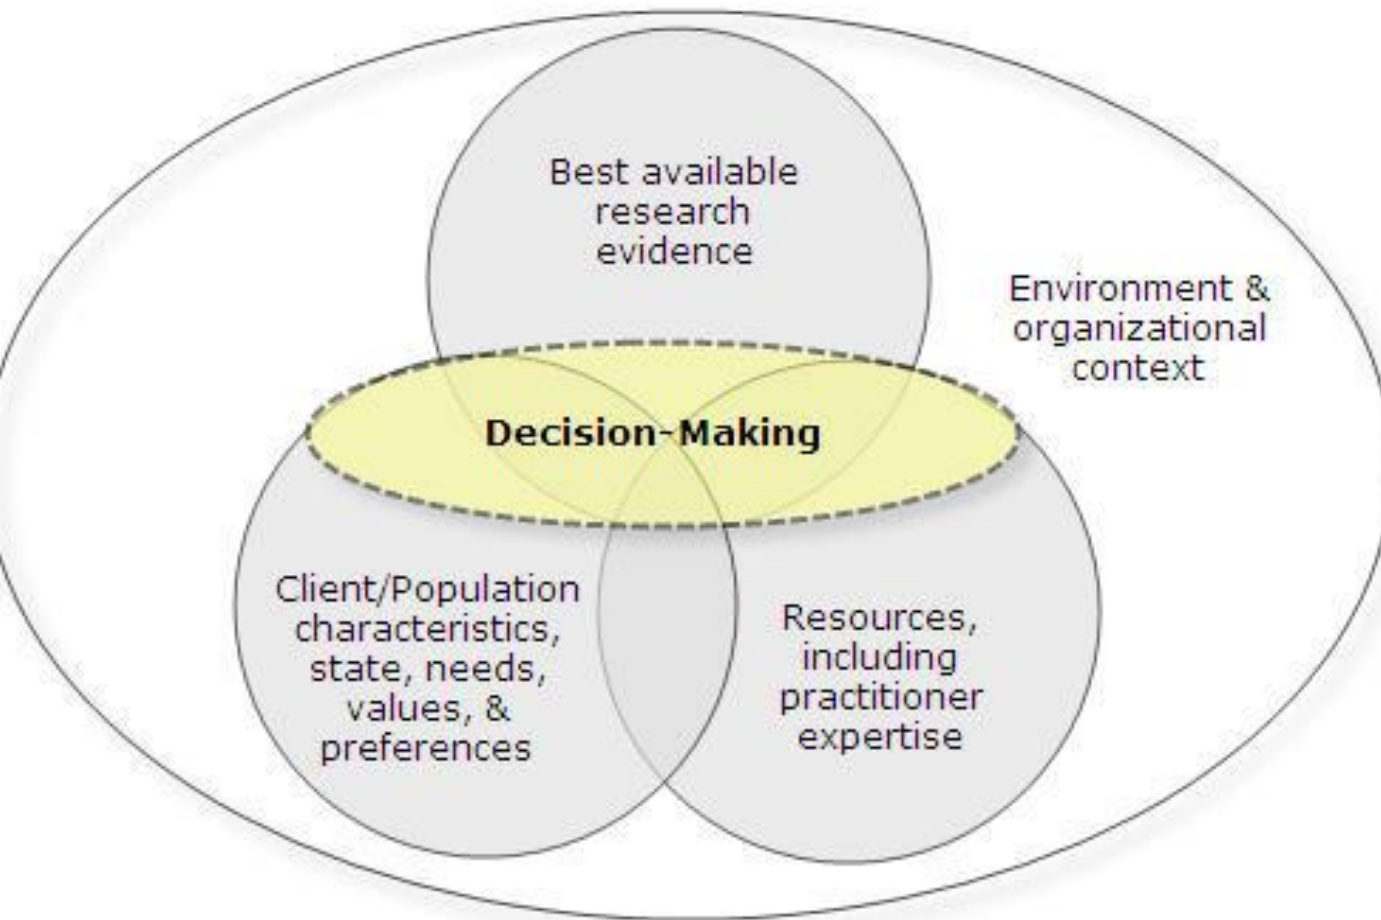 Best available
research
evidence
Environment &
organizational
context
Decision-Making
Client/Population
characteristics,
state, needs,
values, &
preferences
Resources,
including
practitioner
expertise